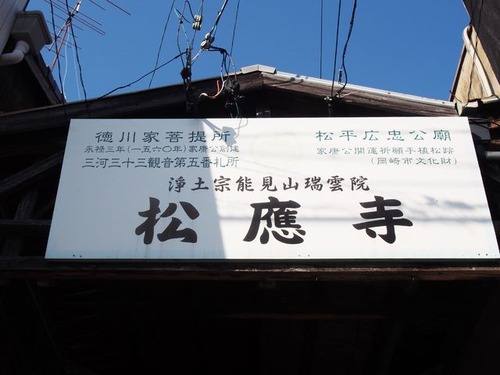 徳川家菩提所
永禄三年(一五六〇年)家康公創建
三河三十三観音第五番札所
松平広忠公廟
家康公開運祈願手植松跡
(岡崎市文化財)
浄土宗能見山瑞雲院
松應寺